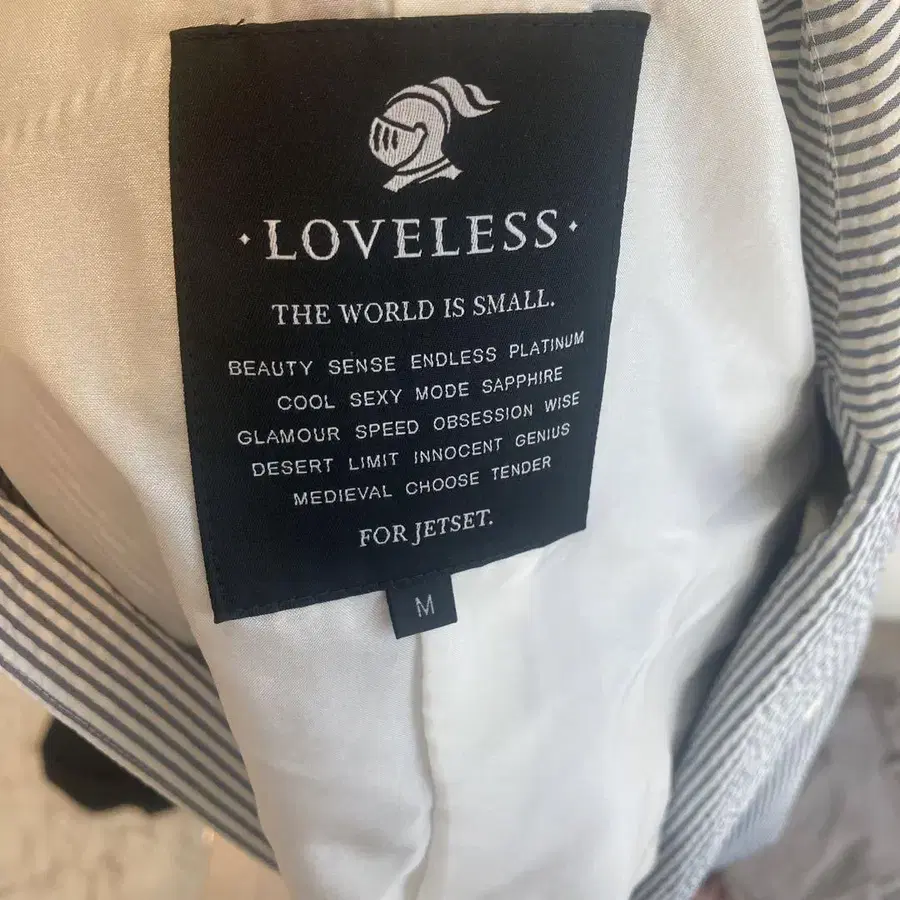 · LOVELESS ·
THE WORLD IS SMALL.
BEAUTY SENSE ENDLESS PLATINUM
COOL SEXY MODE SAPPHIRE
GLAMOUR SPEED OBSESSION WISE
DESERT LIMIT INNOCENT GENIUS
MEDIEVAL CHOOSE TENDER
FOR JETSET.
M